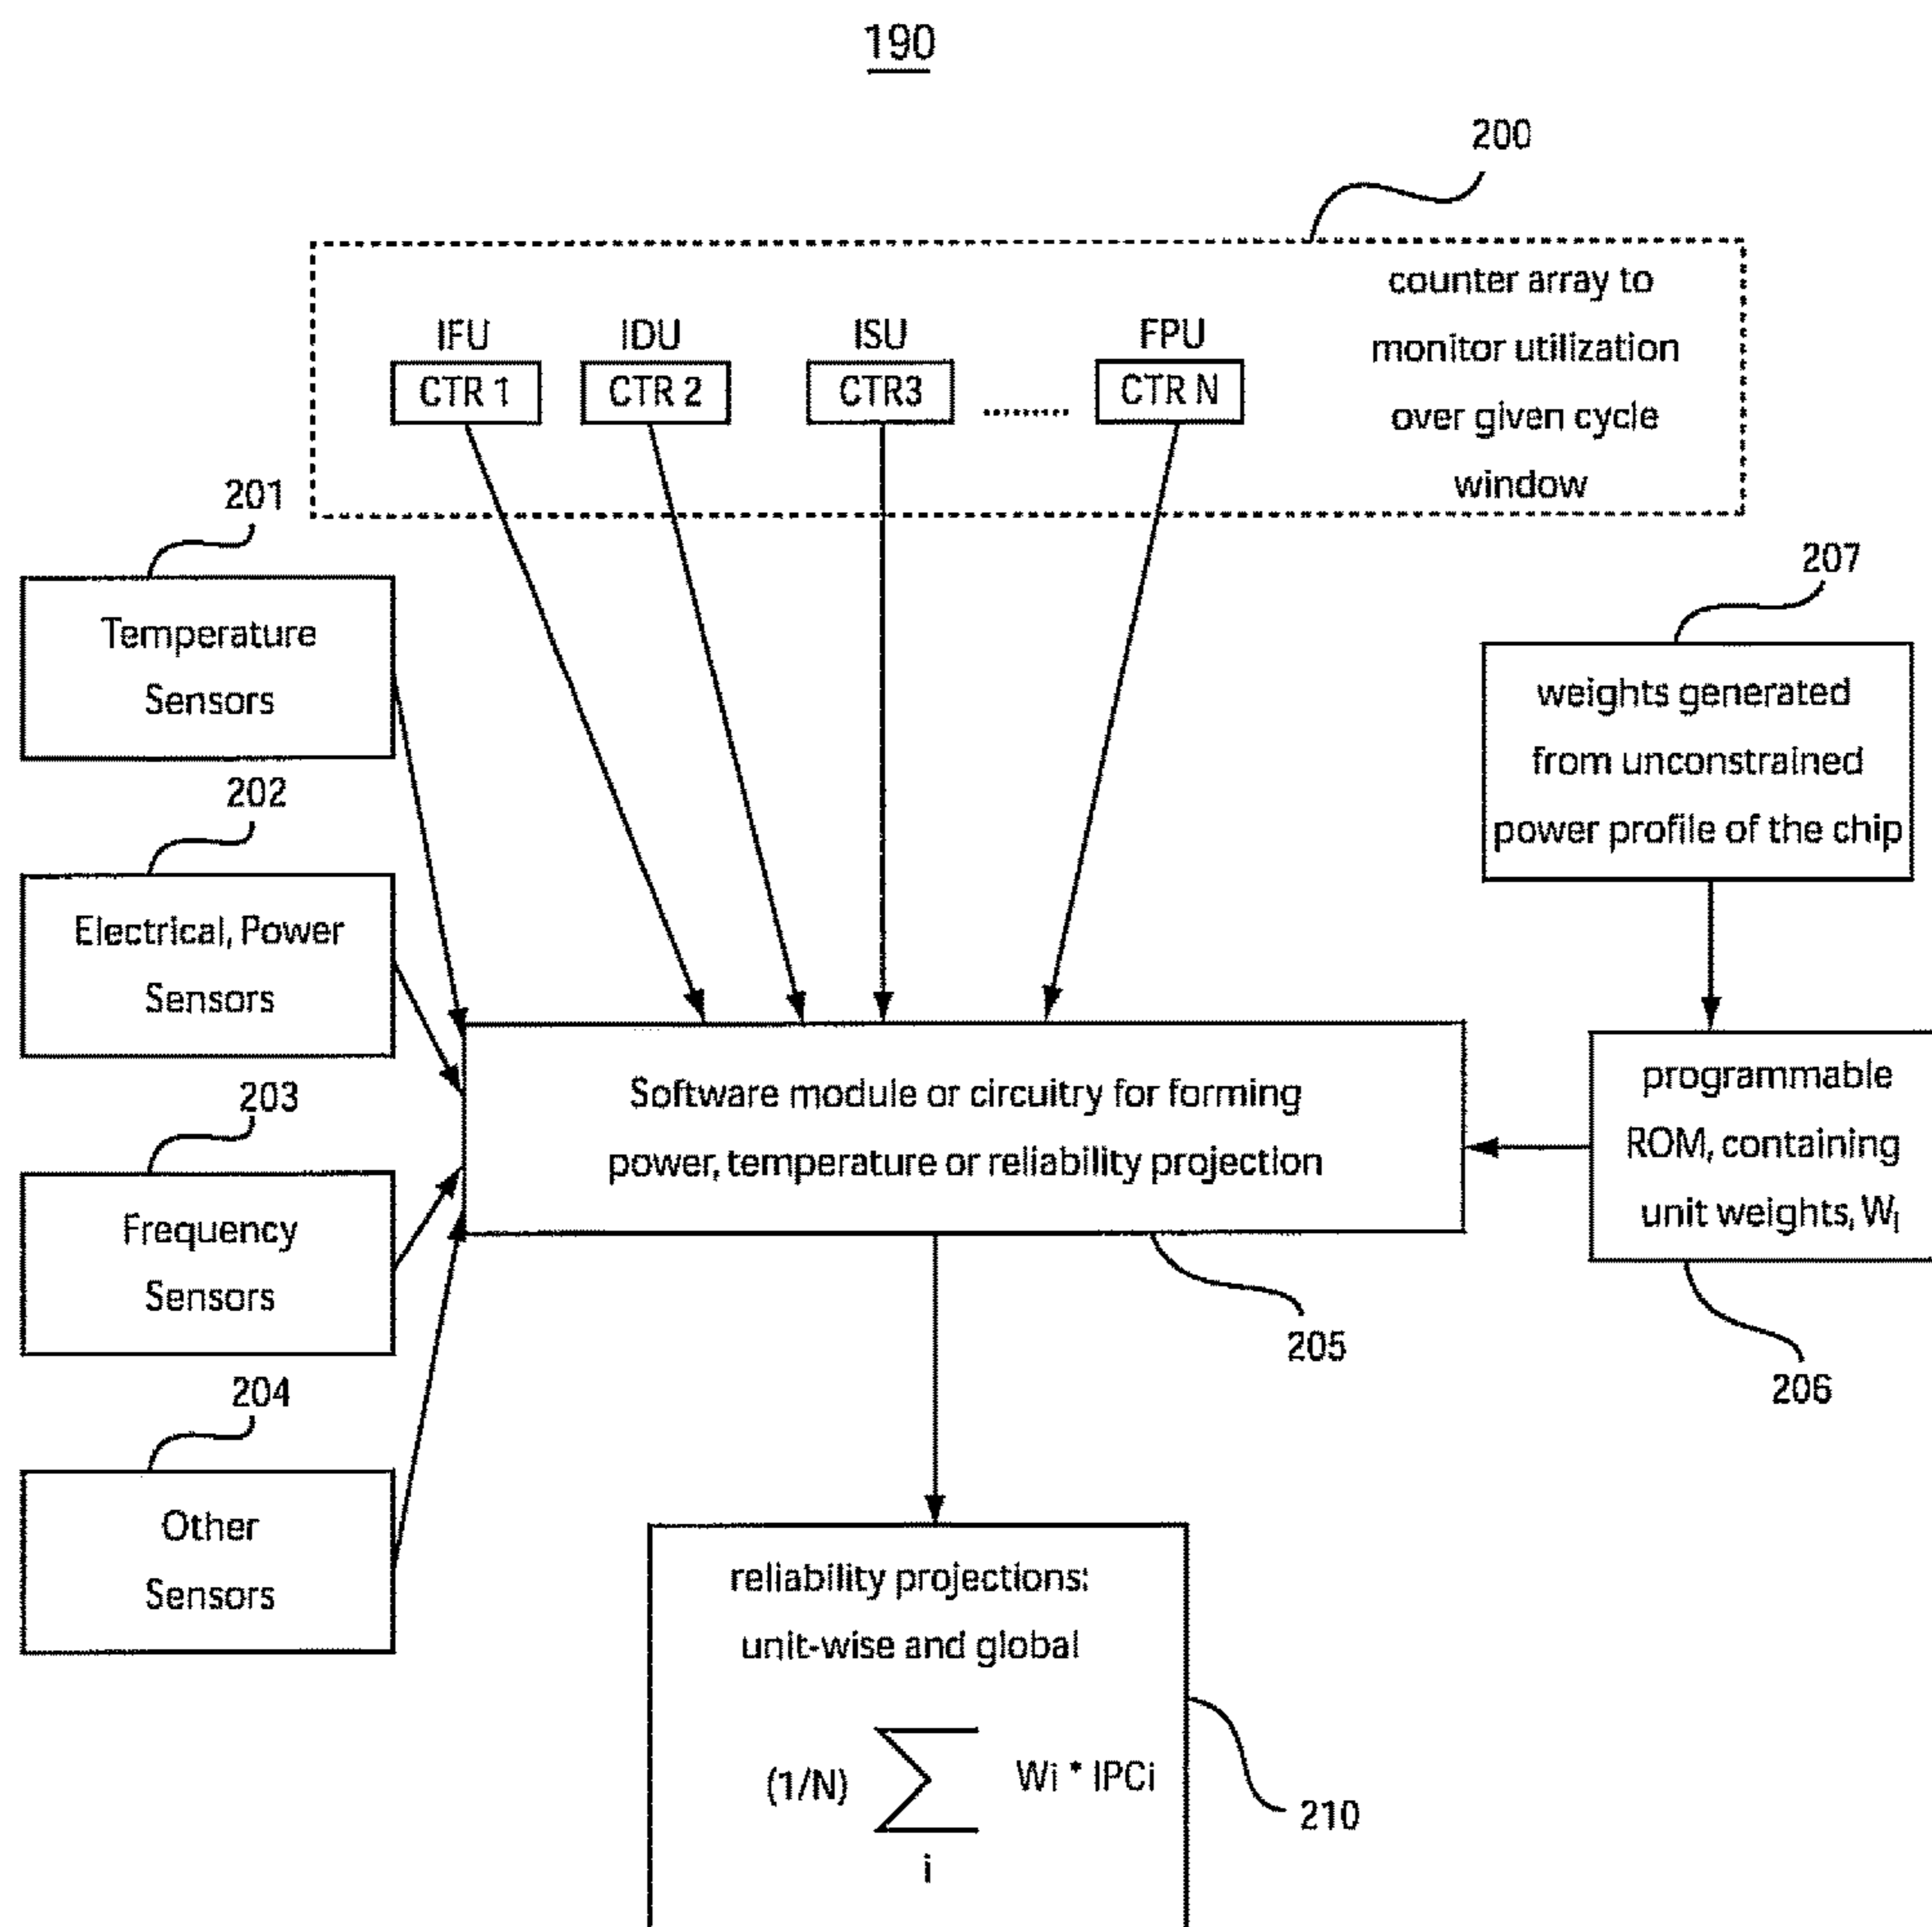 190
200
counter array to
monitor utilization
over given cycle
window
IFU
CTR 1
IDU
CTR 2
ISU
CTR3
........
FPU
CTR N
201
Temperature
Sensors
202
Electrical, Power
Sensors
203
Frequency
Sensors
204
Other
Sensors
207
weights generated
from unconstrained
power profile of the chip
programmable
ROM, containing
unit weights, Wi
206
Software module or circuitry for forming
power, temperature or reliability projection
205
reliability projections:
unit-wise and global
(1/N) ∑ Wi * IPCi
i
210